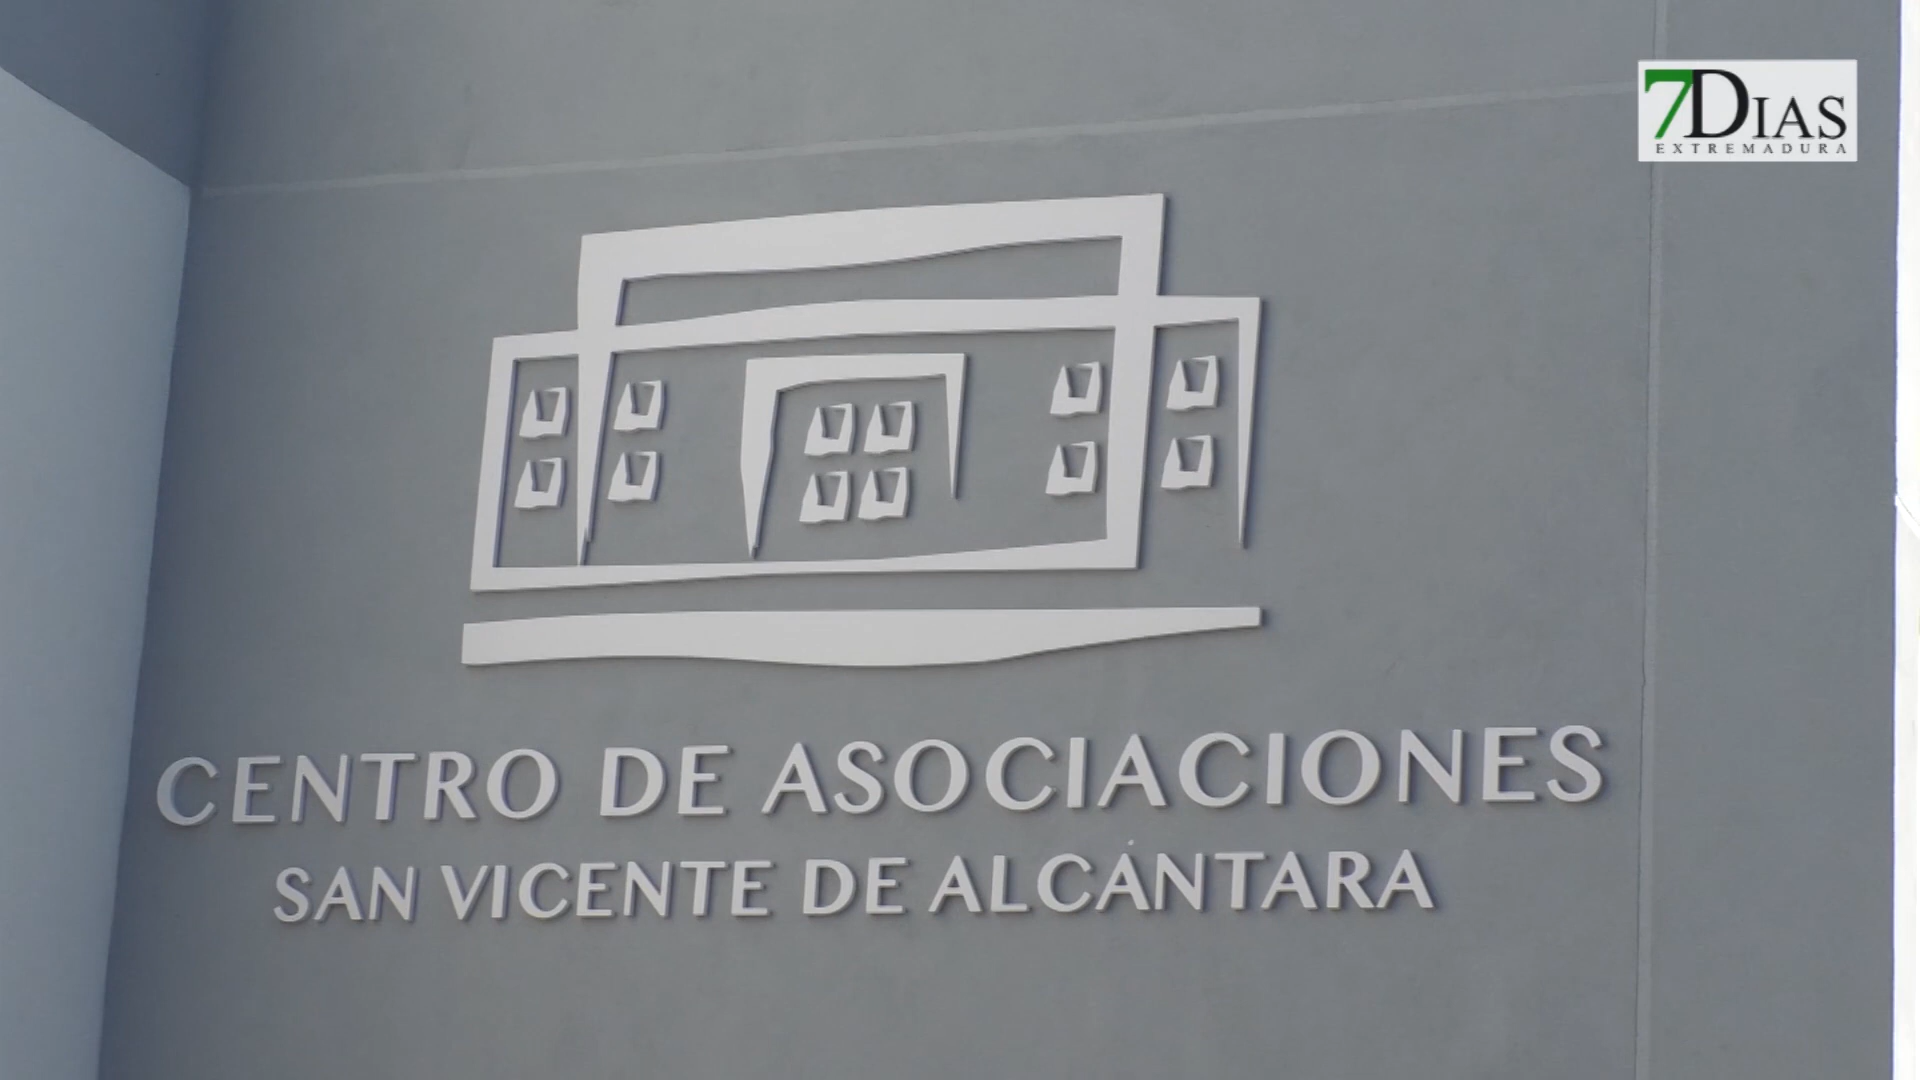 7DIAS
EXTREMADURA
CENTRO DE ASOCIACIONES
SAN VICENTE DE ALCÁNTARA